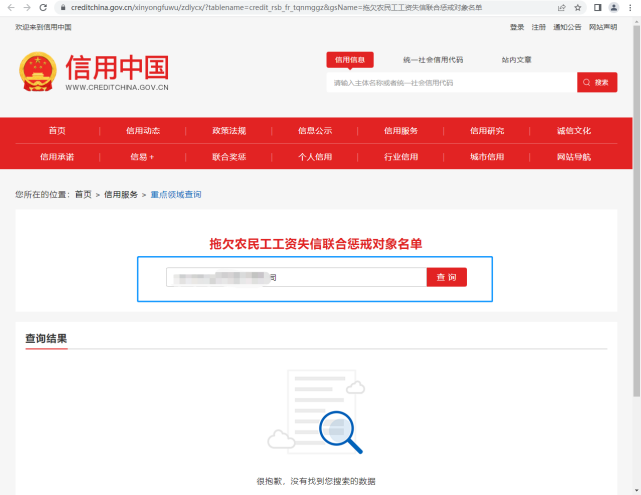 creditchina.gov.cn/xinyongfuwu/zdlycx/?tablename=credit_rsb_fr_tqnmggz&gsName=拖欠农民工工资失信联合惩戒对象名单
欢迎来到信用中国
登录 注册 通知公告 网站声明
信用中国
WWW.CREDITCHINA.GOV.CN
信用信息 统一社会信用代码 站内文章
请输入主体名称或者统一社会信用代码 搜索
首页 信用动态 政策法规 信息公示 信用服务 信用研究 诚信文化
信用承诺 信易+ 联合奖惩 个人信用 行业信用 城市信用 网站导航
您所在的位置: 首页 > 信用服务 > 重点领域查询
拖欠农民工工资失信联合惩戒对象名单
司 查 询
查询结果
很抱歉，没有找到您搜索的数据